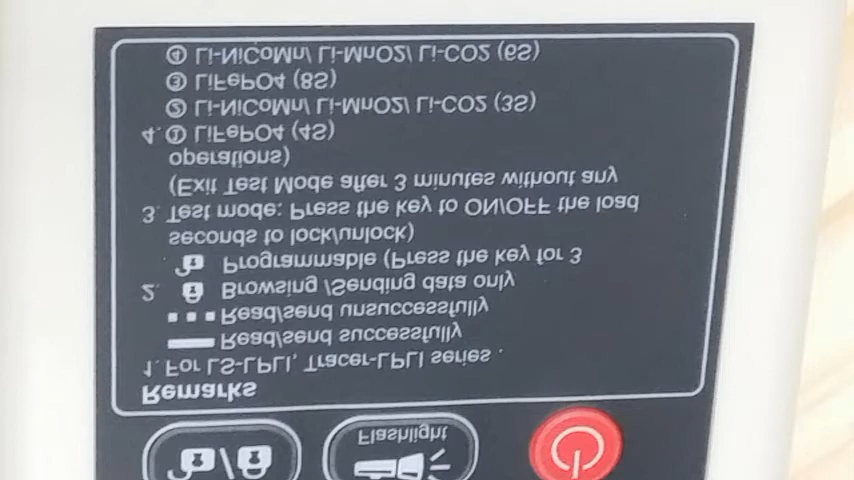 Remarks
1. For LS-LPLI, Tracer-LPLI series .
Read/send successfully
Read/send unsuccessfully
2. Browsing /Sending data only
Programmable (Press the key for 3
seconds to lock/unlock)
3. Test mode: Press the key to ON/OFF the load
(Exit Test Mode after 3 minutes without any
operations)
4. ① LiFePO4 (4S)
② Li-NiCoMn/ Li-MnO2/ Li-CO2 (3S)
③ LiFePO4 (8S)
④ Li-NiCoMn/ Li-MnO2/ Li-CO2 (6S)
Flashlight